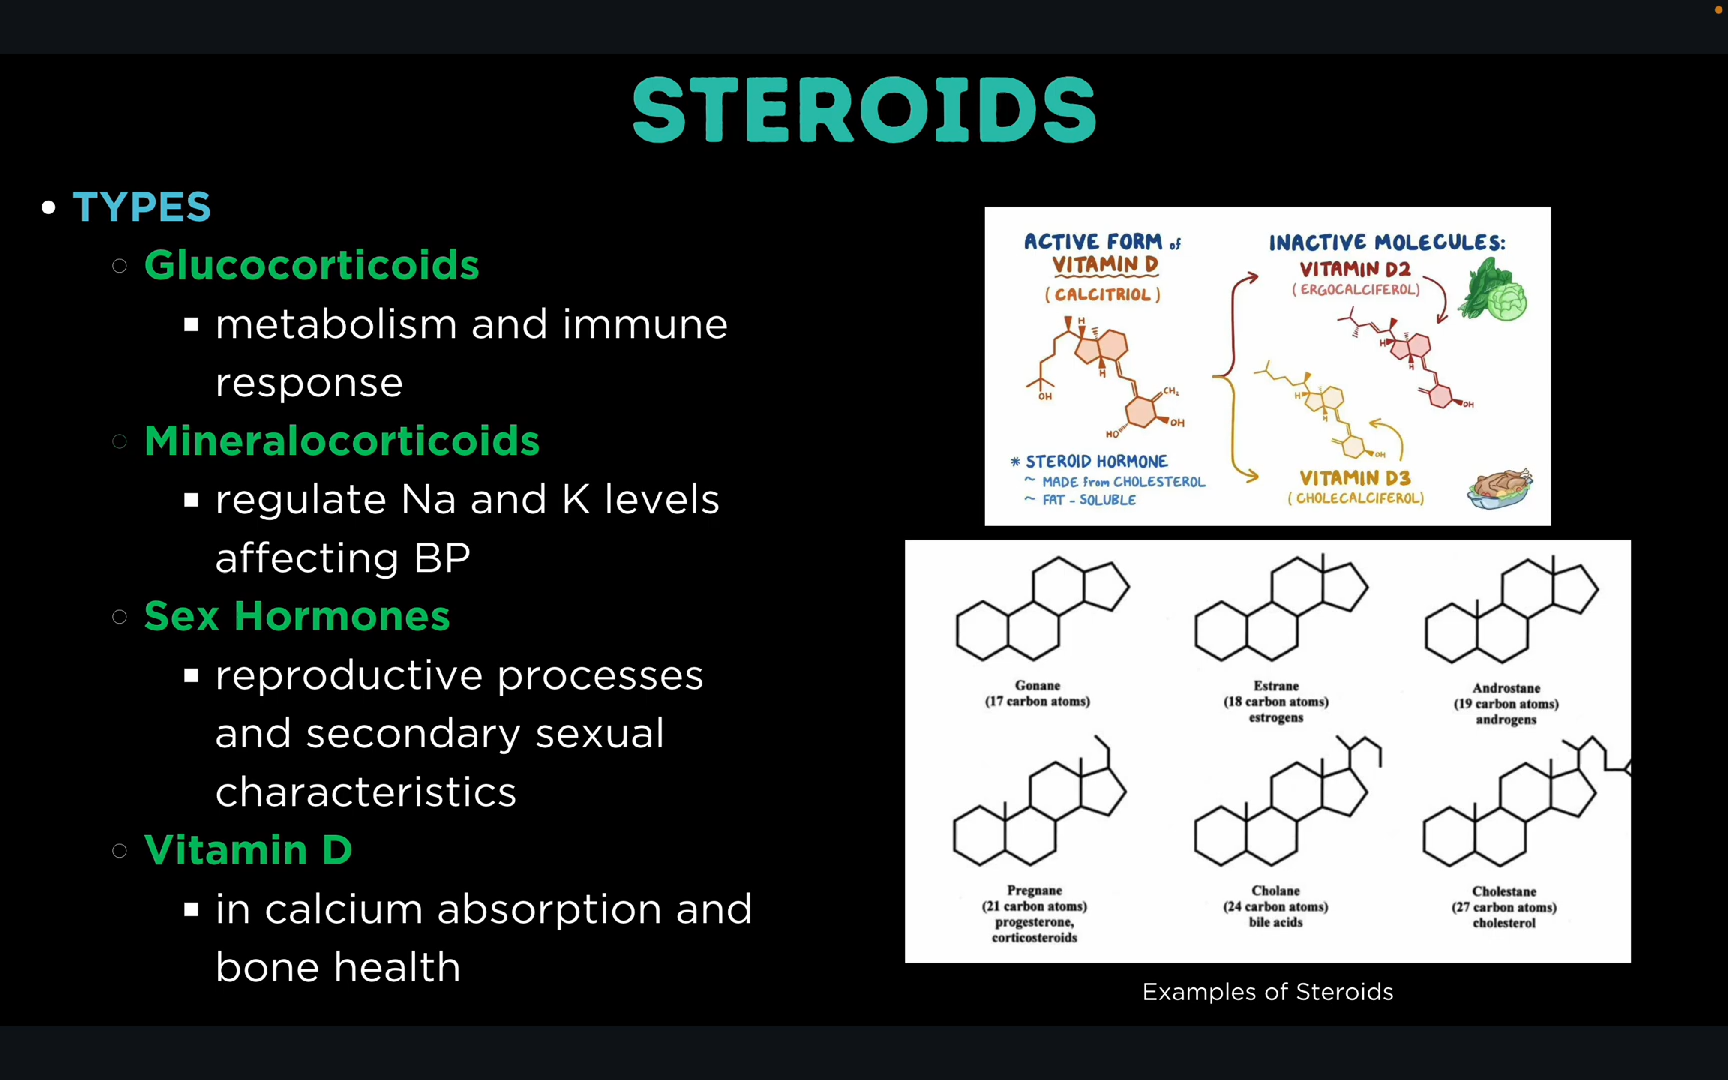 STEROIDS
• TYPES
○ Glucocorticoids
▪ metabolism and immune
response
○ Mineralocorticoids
▪ regulate Na and K levels
affecting BP
○ Sex Hormones
▪ reproductive processes
and secondary sexual
characteristics
○ Vitamin D
▪ in calcium absorption and
bone health
ACTIVE FORM of
VITAMIN D
(CALCITRIOL)
H
H
OH
CH₂
OH
HO
* STEROID HORMONE
~ MADE from CHOLESTEROL
~ FAT - SOLUBLE
INACTIVE MOLECULES:
VITAMIN D2
(ERGOCALCIFEROL)
H
H
OH
H
H
OH
VITAMIN D3
(CHOLECALCIFEROL)
Gonane
(17 carbon atoms)
Estrane
(18 carbon atoms)
estrogens
Androstane
(19 carbon atoms)
androgens
Pregnane
(21 carbon atoms)
progesterone,
corticosteroids
Cholane
(24 carbon atoms)
bile acids
Cholestane
(27 carbon atoms)
cholesterol
Examples of Steroids